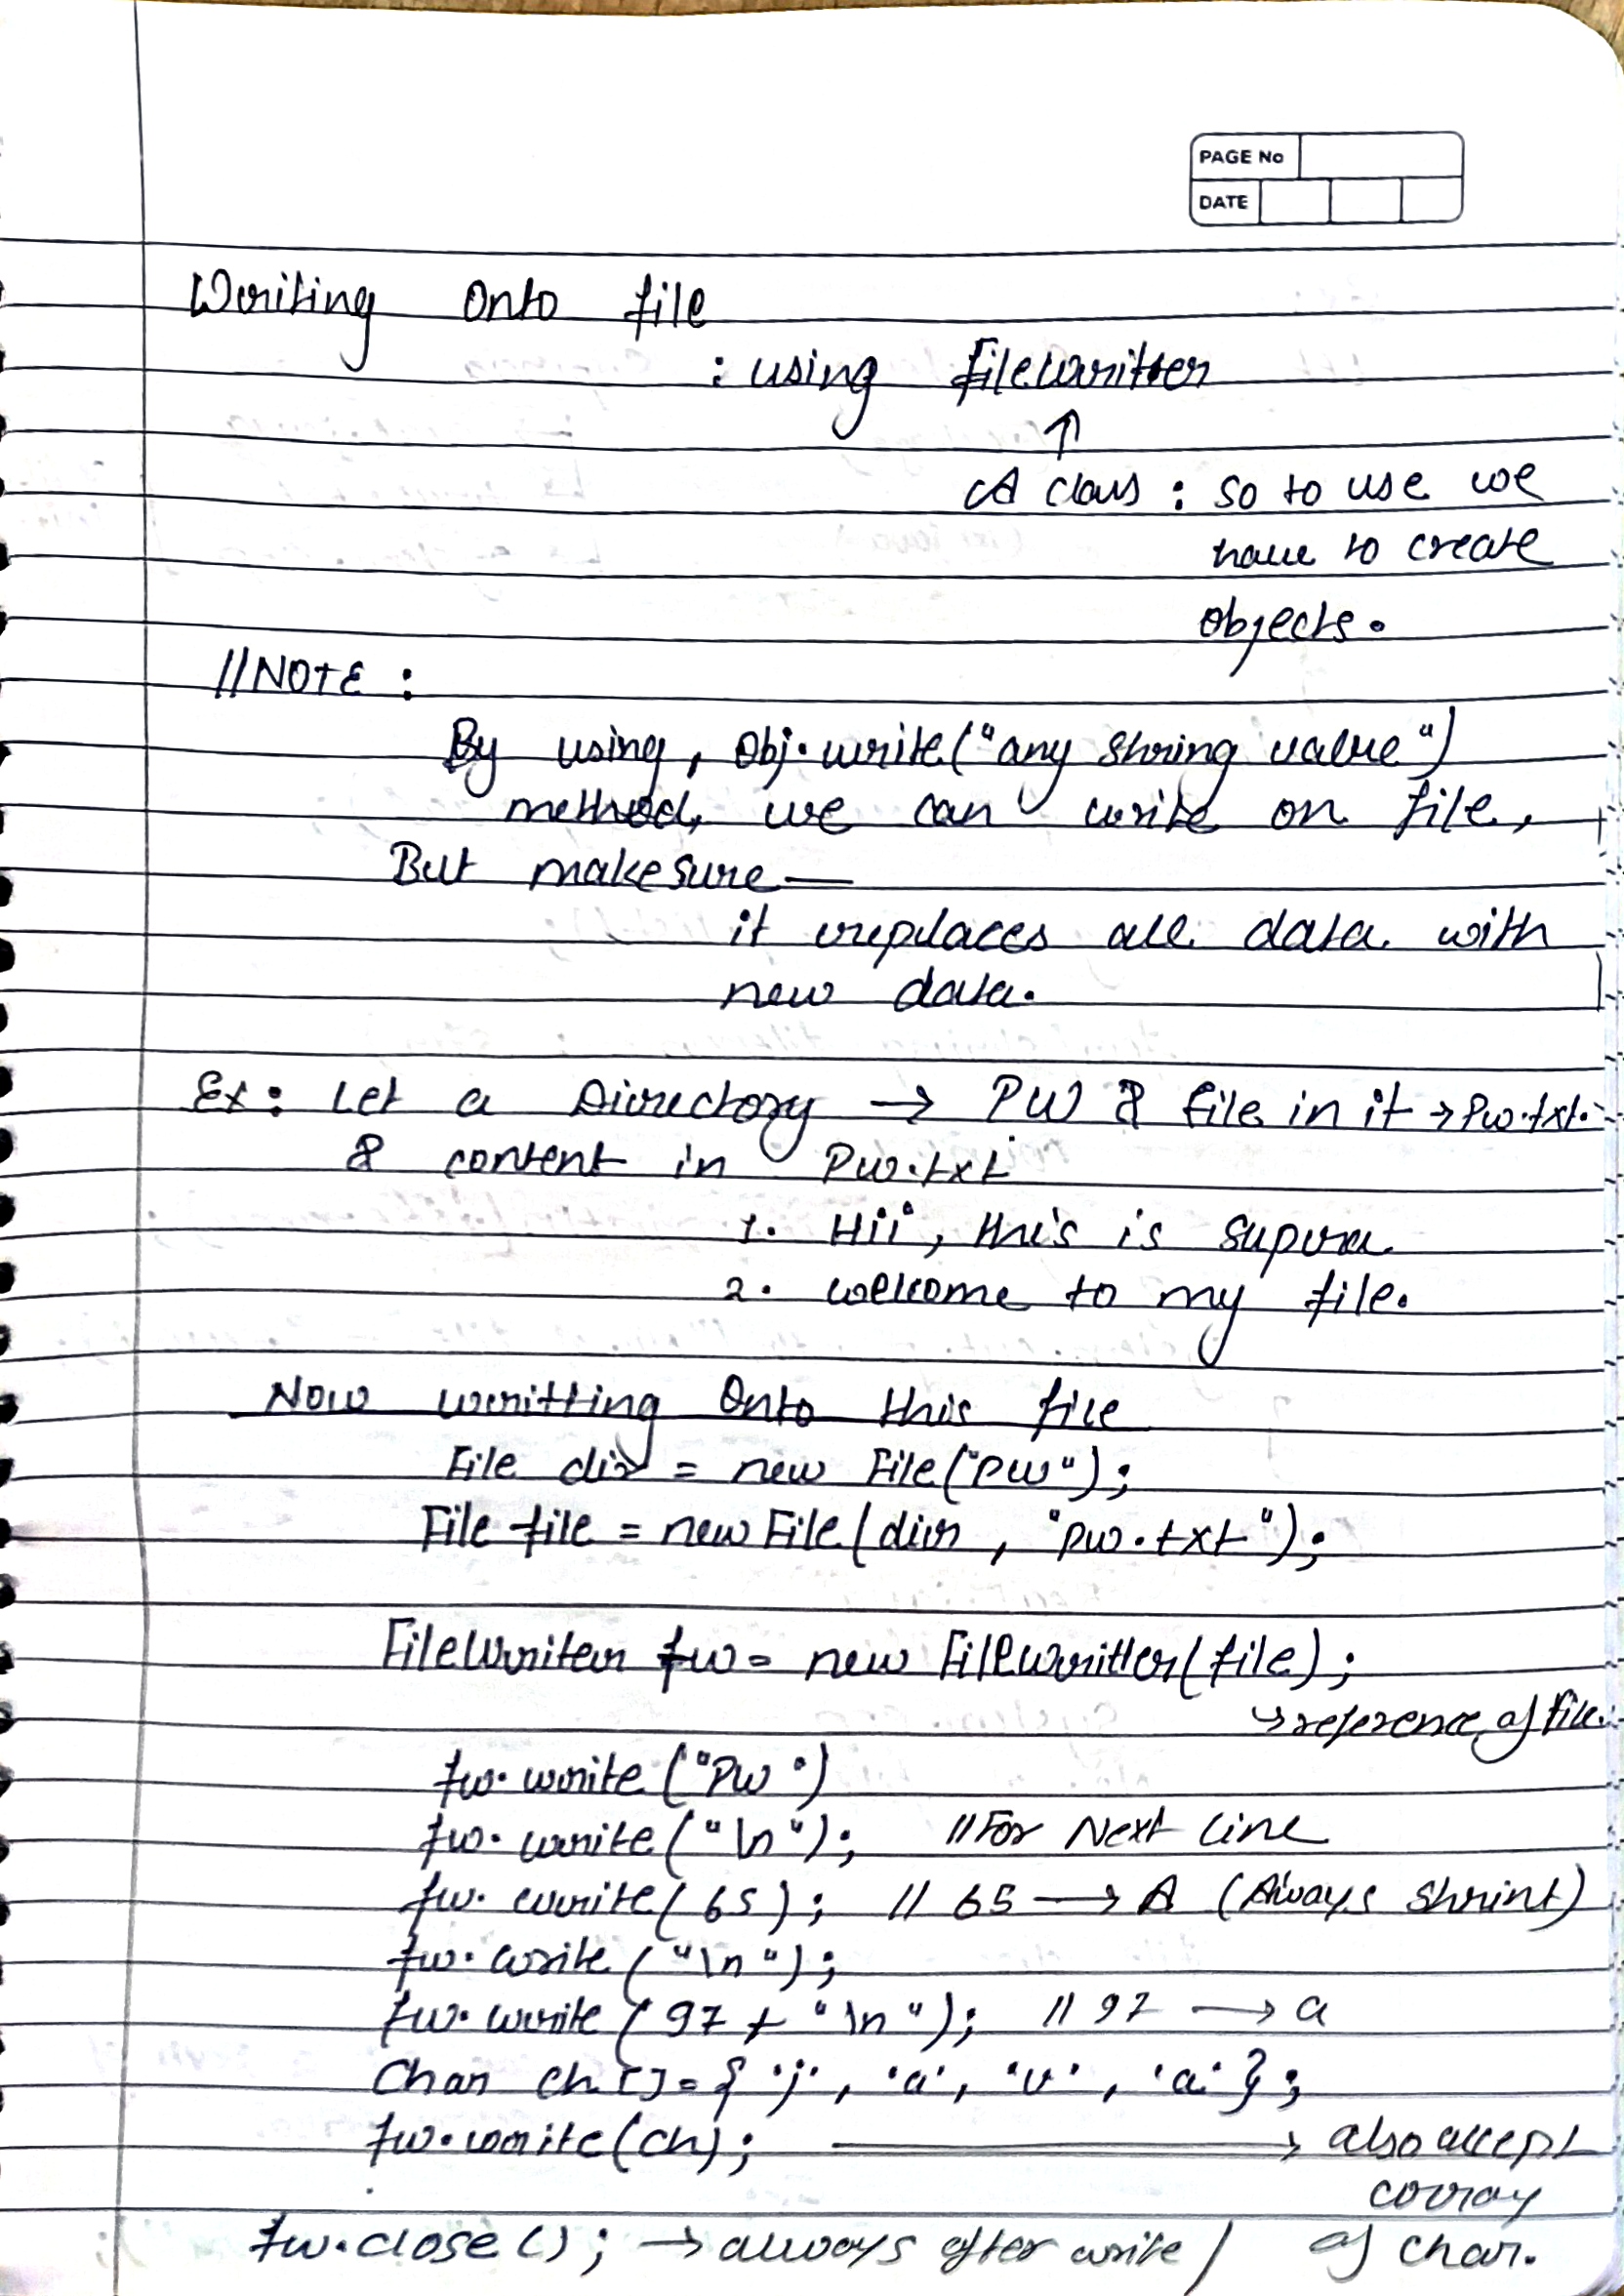 PAGE No
DATE
Writing Onto file
: using filewritter
↑
A class : so to use we
have to create
objects.
//NOTE :
By using, Obj.write("any string value")
method, we can write on file,
But makesure —
it replaces all data with
new data.
Ex: Let a Directory → PW & file in it → Pw.txt.
& content in Pw.txt
1. Hii, this is supra
2. welcome to my file.
Now writting Onto this file
File dir = new File("PW");
File file = new File(dir, "pw.txt");
FileWriter fw = new FileWritter(file);
↳ reference of file.
fw.write("PW")
fw.write("\n"); //For Next Line
fw.write(65); // 65 → A (Always
fw.write("\n");
fw.write(97 + "\n"); // 97 → a
Char ch[] = { 'j', 'a', 'v', 'a' };
fw.write(ch); → also accept
array
fw.close(); → always after write / of char.